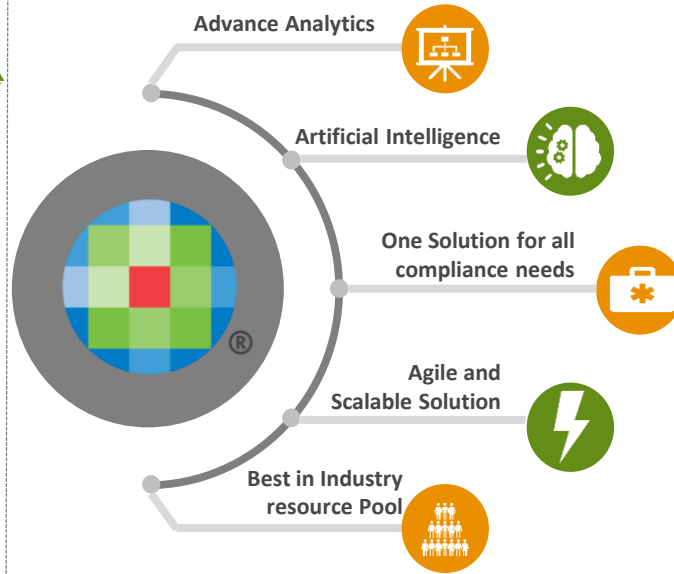 Advance Analytics
Artificial Intelligence
One Solution for all
compliance needs
®
Agile and
Scalable Solution
Best in Industry
resource Pool